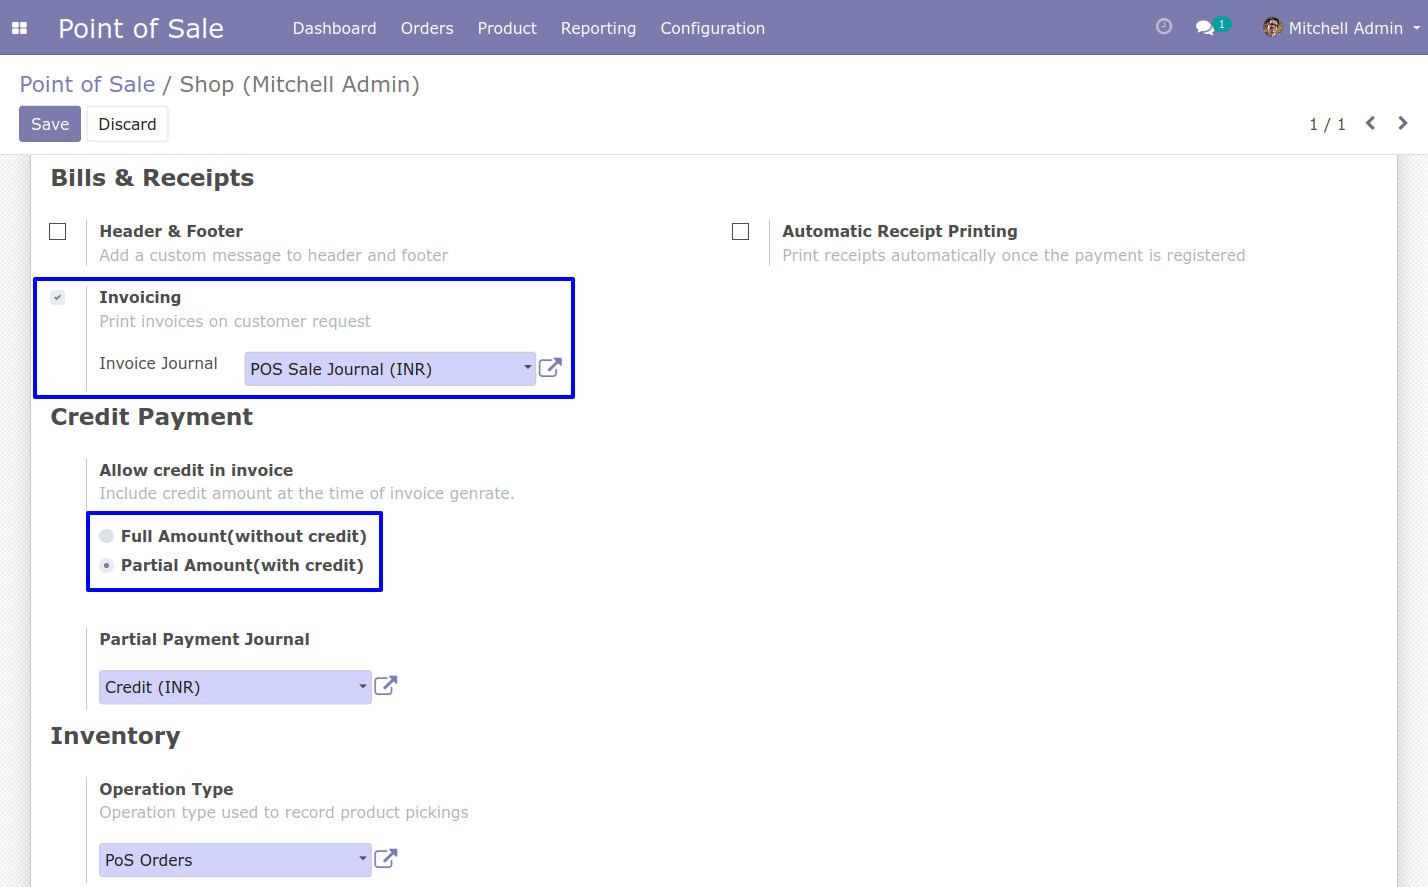 Point of Sale Dashboard Orders Product Reporting Configuration 1 Mitchell Admin
Point of Sale / Shop (Mitchell Admin)
Save Discard 1 / 1
Bills & Receipts
Header & Footer
Add a custom message to header and footer
Automatic Receipt Printing
Print receipts automatically once the payment is registered
Invoicing
Print invoices on customer request
Invoice Journal POS Sale Journal (INR)
Credit Payment
Allow credit in invoice
Include credit amount at the time of invoice genrate.
Full Amount(without credit)
Partial Amount(with credit)
Partial Payment Journal
Credit (INR)
Inventory
Operation Type
Operation type used to record product pickings
PoS Orders